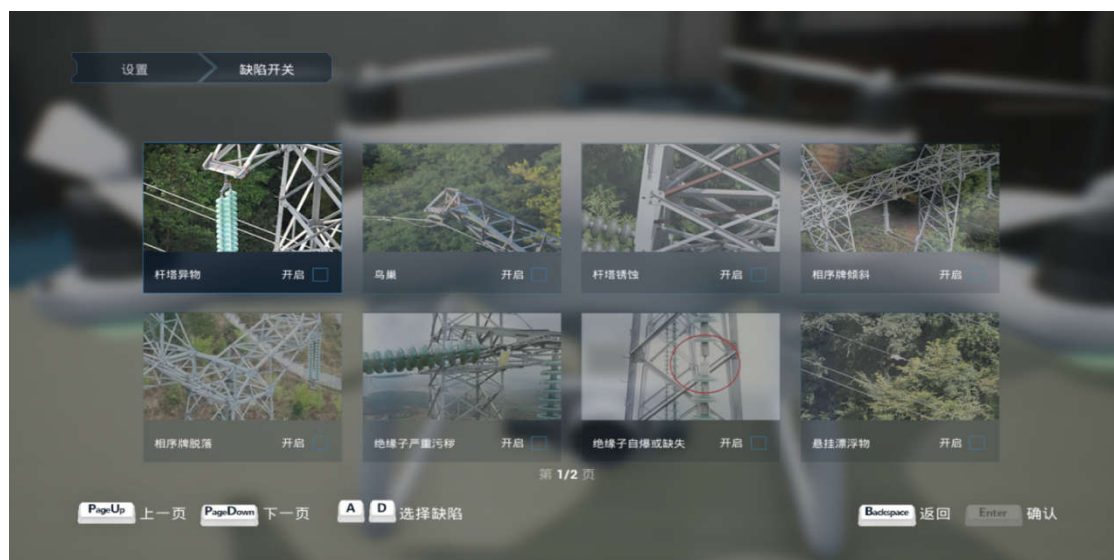 设置 缺陷开关
杆塔异物 开启 鸟巢 开启 杆塔锈蚀 开启 相序牌倾斜 开启
相序牌脱落 开启 绝缘子严重污秽 开启 绝缘子自爆或缺失 开启 悬挂漂浮物 开启
第 1/2 页
PageUp 上一页 PageDown 下一页 A D 选择缺陷 Backspace 返回 Enter 确认